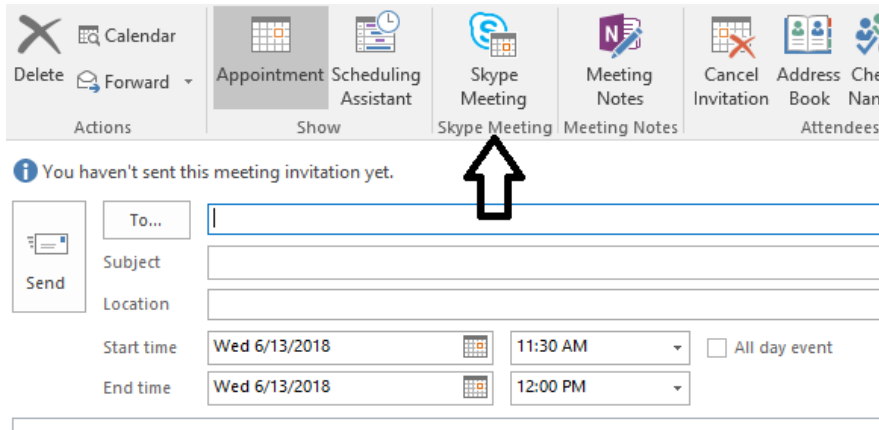 Calendar
Delete
Forward
Appointment
Scheduling
Assistant
Skype
Meeting
Meeting
Notes
Cancel
Invitation
Address
Book
Che
Nan
Actions
Show
Skype Meeting
Meeting Notes
Attendees
You haven't sent this meeting invitation yet.
To...
Send
Subject
Location
Start time
Wed 6/13/2018
11:30 AM
All day event
End time
Wed 6/13/2018
12:00 PM